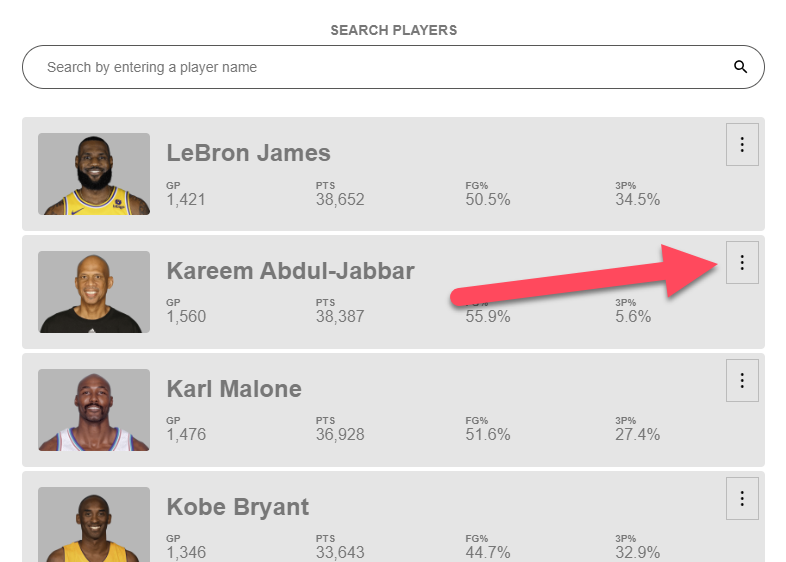 SEARCH PLAYERS
Search by entering a player name
LeBron James
GP PTS FG% 3P%
1,421 38,652 50.5% 34.5%
Kareem Abdul-Jabbar
GP PTS 3P%
1,560 38,387 55.9% 5.6%
Karl Malone
GP PTS FG% 3P%
1,476 36,928 51.6% 27.4%
Kobe Bryant
GP PTS FG% 3P%
1,346 33,643 44.7% 32.9%